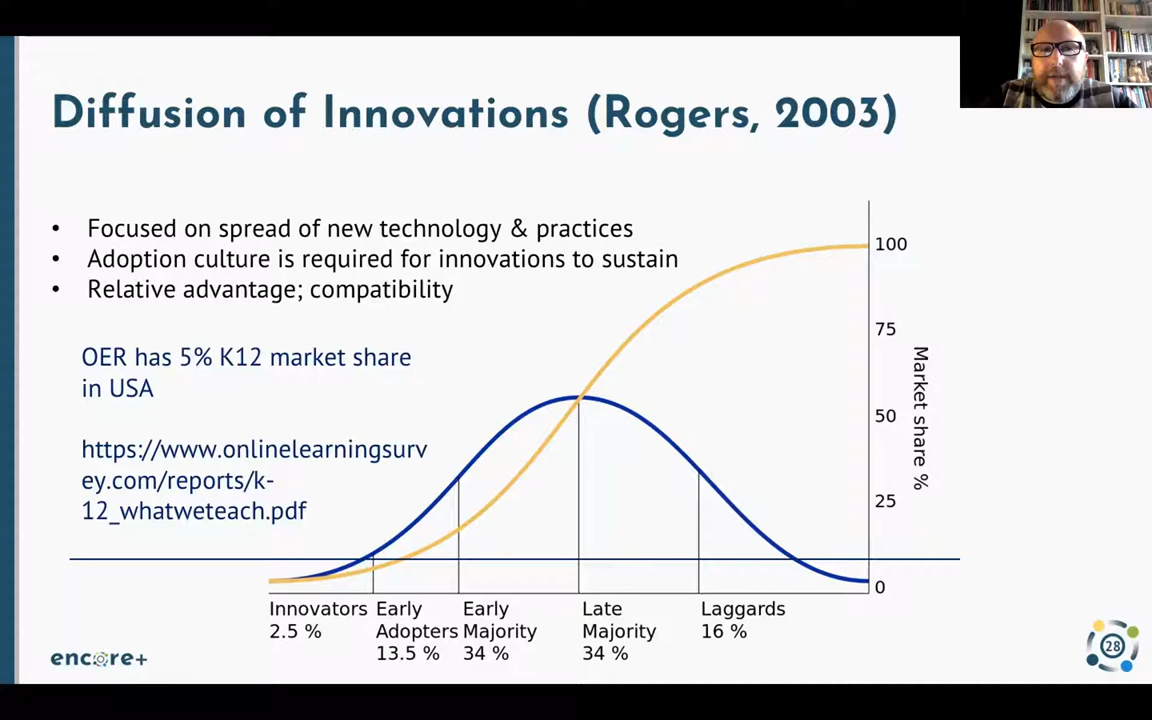 Diffusion of Innovations (Rogers, 2003)
• Focused on spread of new technology & practices
• Adoption culture is required for innovations to sustain
• Relative advantage; compatibility
OER has 5% K12 market share
in USA
https://www.onlinelearningsurv
ey.com/reports/k-
12_whatweteach.pdf
100
75
50
25
0
Market share %
Innovators
2.5 %
Early
Adopters
13.5 %
Early
Majority
34 %
Late
Majority
34 %
Laggards
16 %
encore+
28